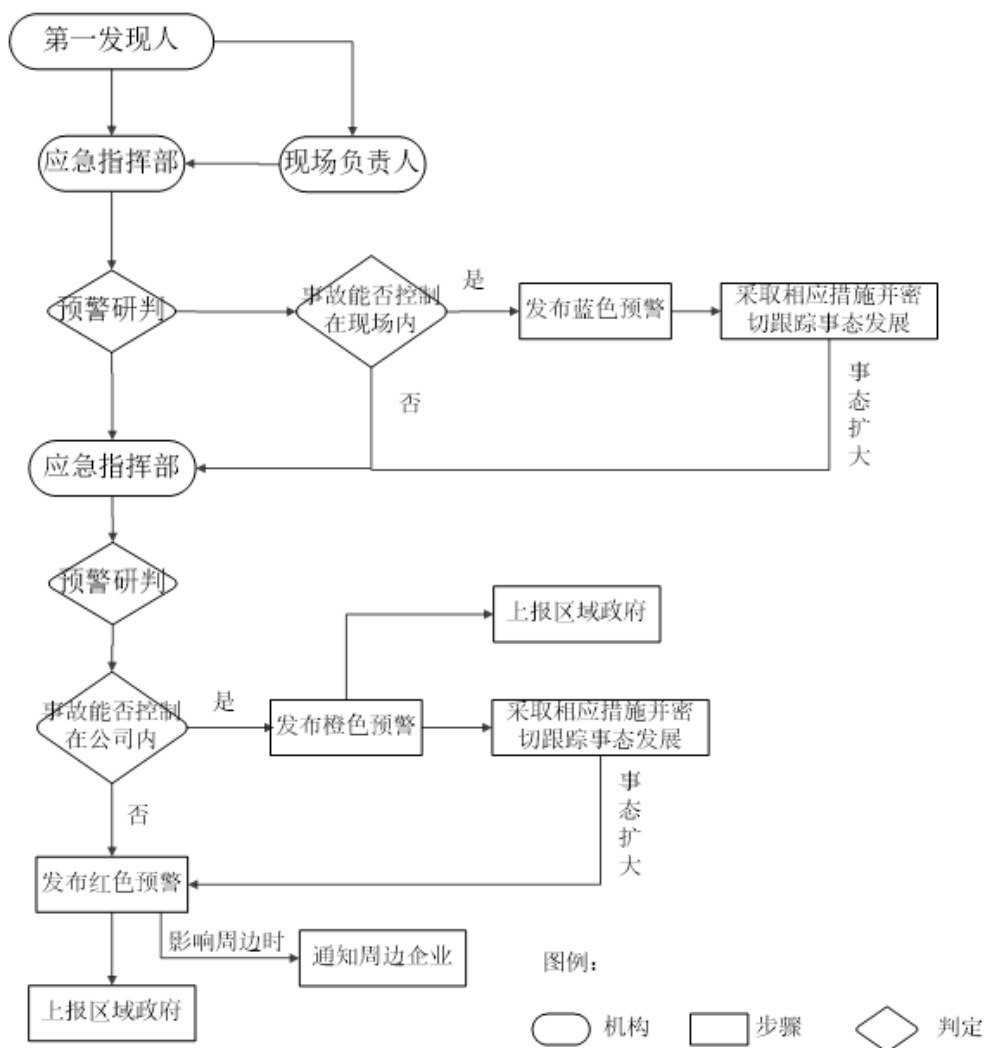 第一发现人
应急指挥部
现场负责人
预警研判
事故能否控制
在现场内
是
发布蓝色预警
采取相应措施并密
切跟踪事态发展
否
事
态
扩
大
应急指挥部
预警研判
上报区域政府
事故能否控制
在公司内
是
发布橙色预警
采取相应措施并密
切跟踪事态发展
否
事
态
扩
大
发布红色预警
影响周边时
通知周边企业
上报区域政府
图例：
机构
步骤
判定